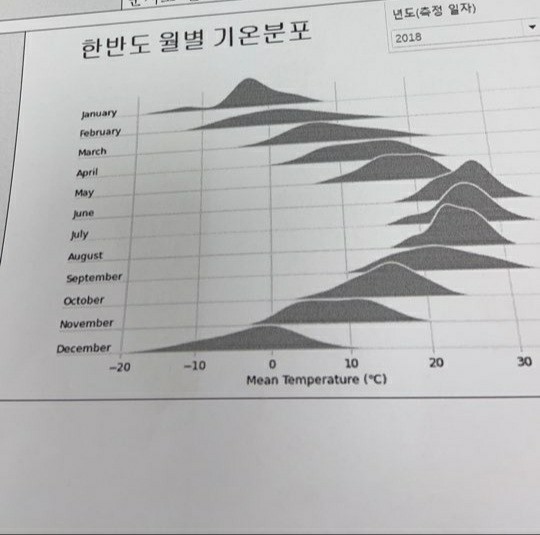 한반도 월별 기온분포
년도(측정 일자)
2018
January
February
March
April
May
June
July
August
September
October
November
December
−20 −10 0 10 20 30
Mean Temperature (°C)